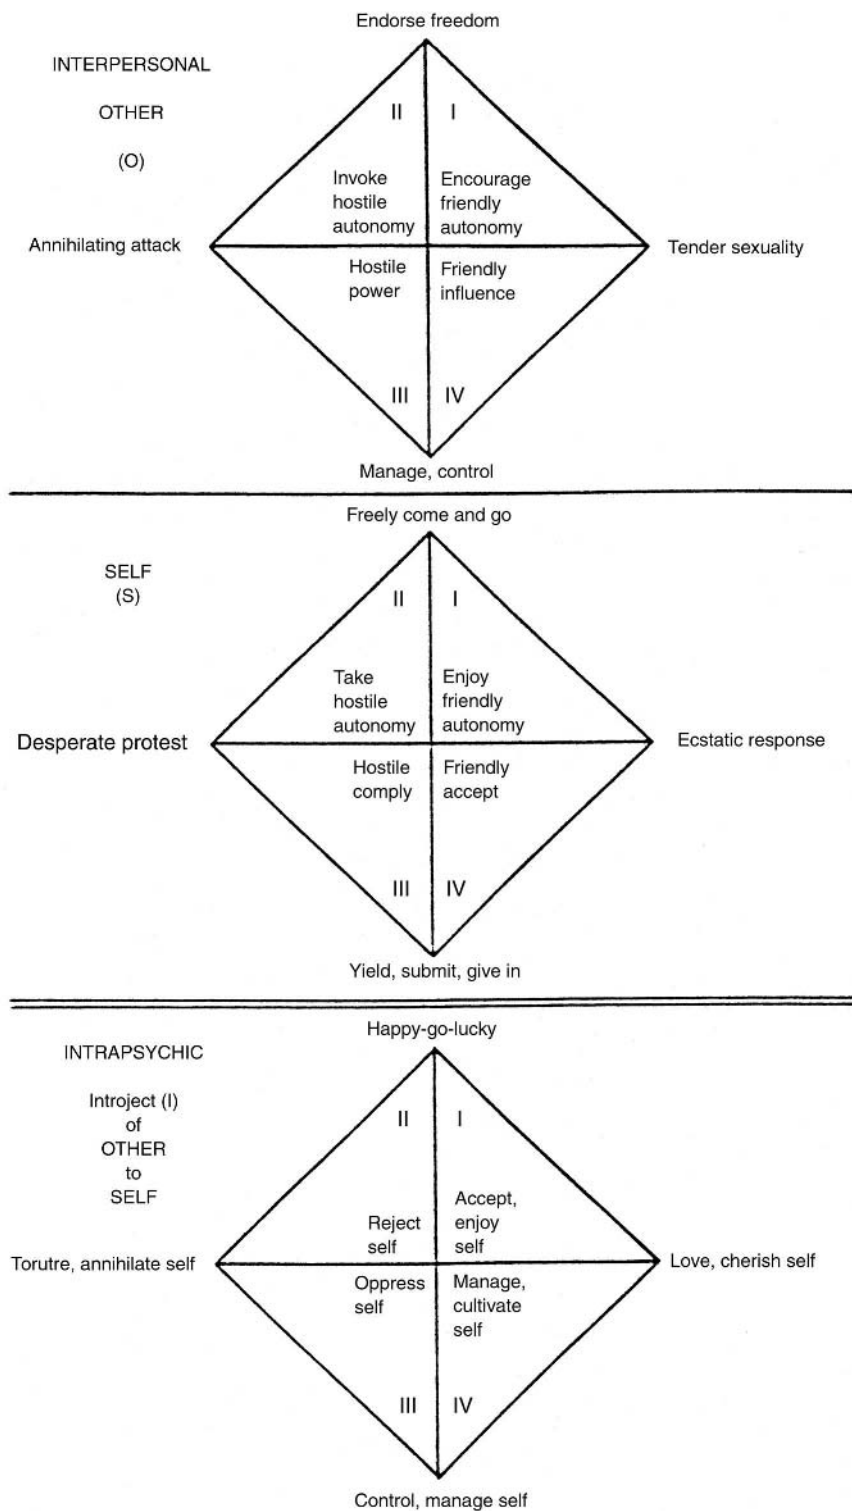 Endorse freedom
INTERPERSONAL
OTHER
(O)
II
I
Invoke
hostile
autonomy
Encourage
friendly
autonomy
Annihilating attack
Tender sexuality
Hostile
power
Friendly
influence
III
IV
Manage, control
Freely come and go
SELF
(S)
II
I
Take
hostile
autonomy
Enjoy
friendly
autonomy
Desperate protest
Ecstatic response
Hostile
comply
Friendly
accept
III
IV
Yield, submit, give in
Happy-go-lucky
INTRAPSYCHIC
Introject (I)
of
OTHER
to
SELF
II
I
Reject
self
Accept,
enjoy
self
Torutre, annihilate self
Love, cherish self
Oppress
self
Manage,
cultivate
self
III
IV
Control, manage self